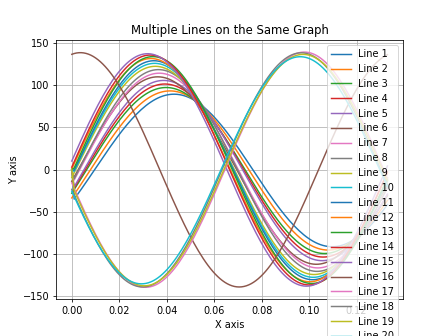 Multiple Lines on the Same Graph
150
100
50
0
−50
−100
−150
Y axis
0.00
0.02
0.04
0.06
0.08
0.10
X axis
Line 1
Line 2
Line 3
Line 4
Line 5
Line 6
Line 7
Line 8
Line 9
Line 10
Line 11
Line 12
Line 13
Line 14
Line 15
Line 16
Line 17
Line 18
Line 19